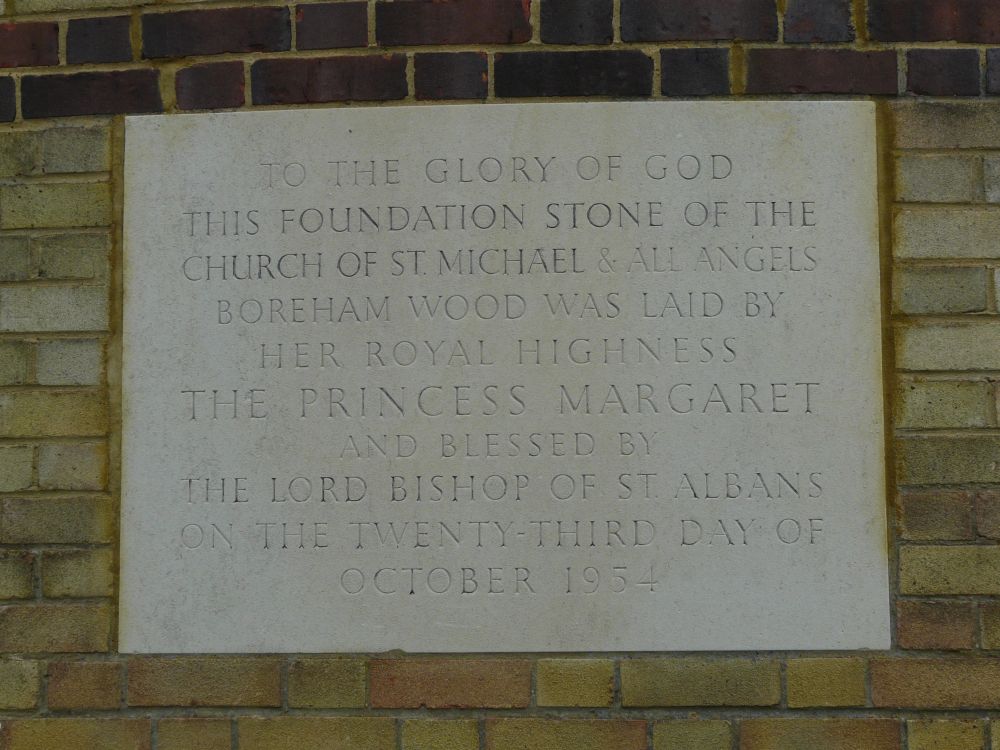 TO THE GLORY OF GOD
THIS FOUNDATION STONE OF THE
CHURCH OF ST. MICHAEL & ALL ANGELS
BOREHAM WOOD WAS LAID BY
HER ROYAL HIGHNESS
THE PRINCESS MARGARET
AND BLESSED BY
THE LORD BISHOP OF ST. ALBANS
ON THE TWENTY-THIRD DAY OF
OCTOBER 1954